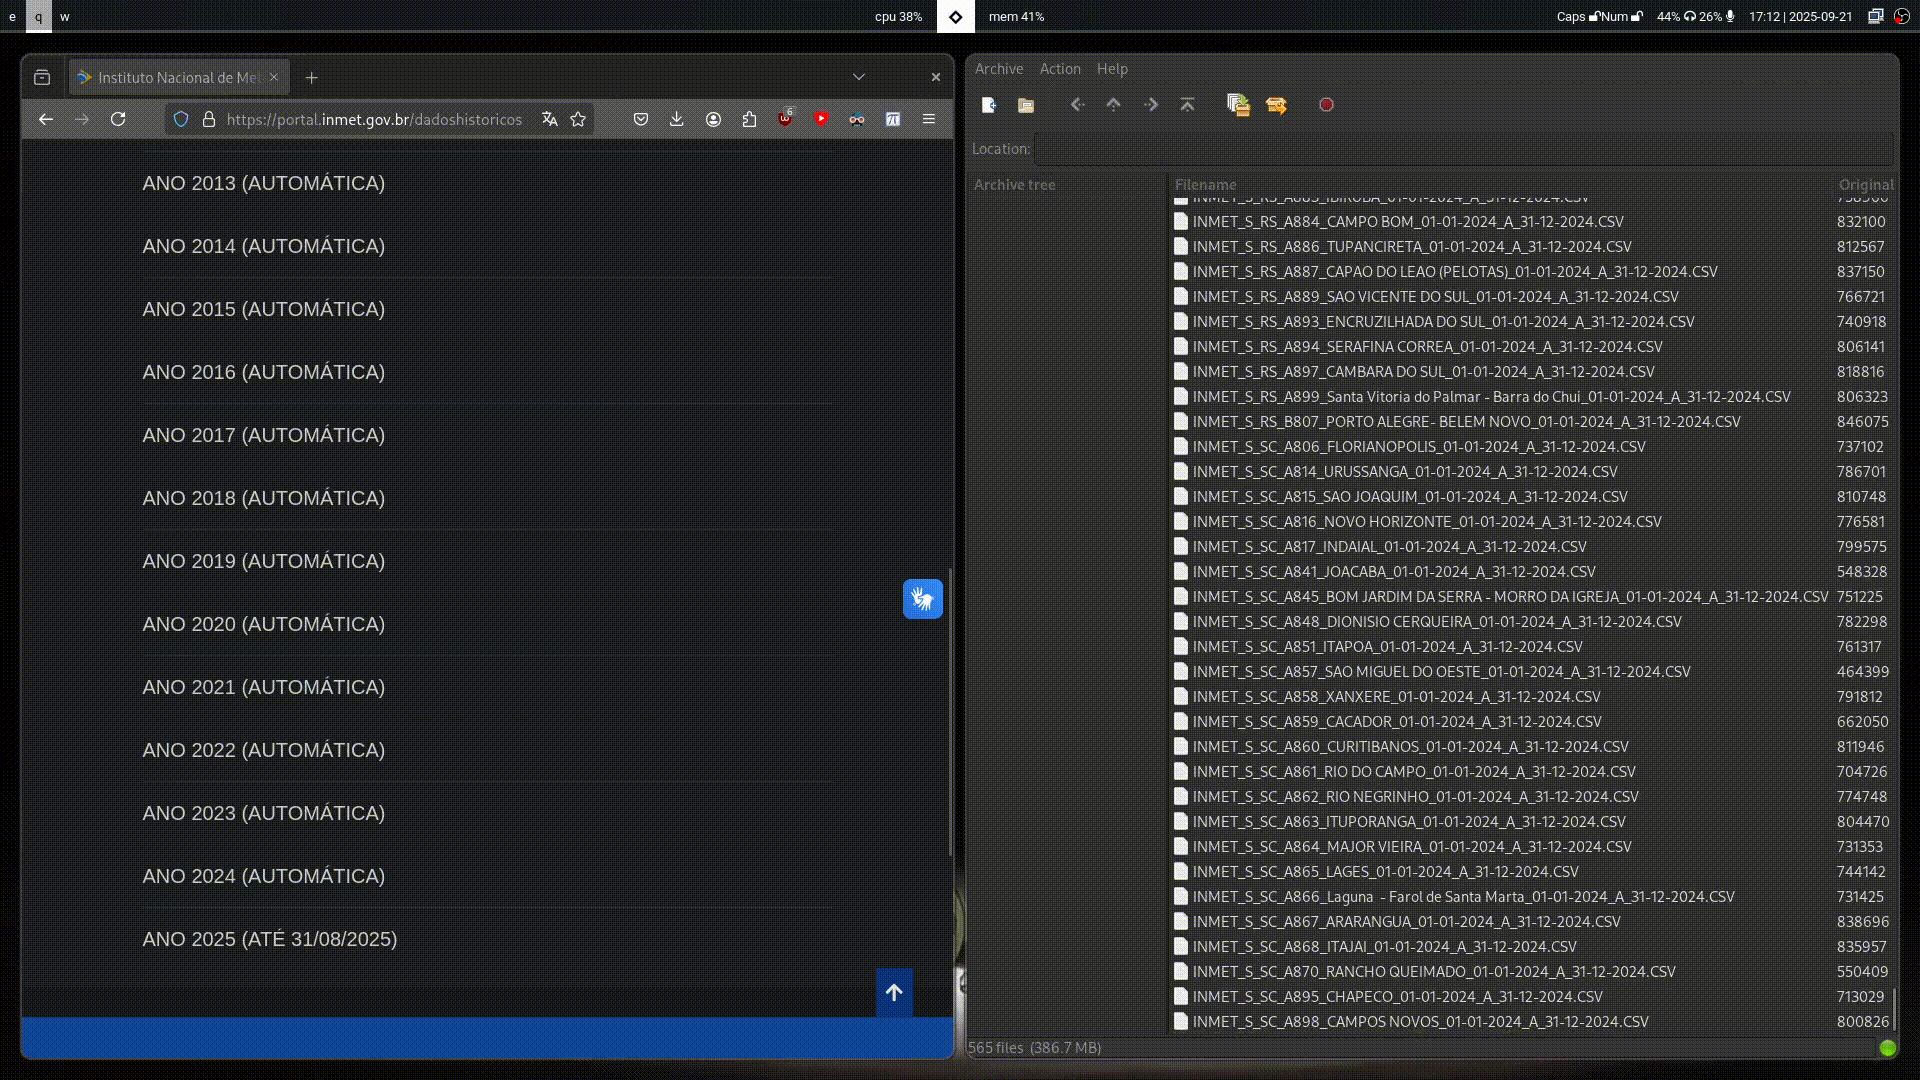 e q w
cpu 38%
mem 41%
Caps Num 44% 26% 17:12 | 2025-09-21
Instituto Nacional de Met
https://portal.inmet.gov.br/dadoshistoricos
6
ANO 2013 (AUTOMÁTICA)
ANO 2014 (AUTOMÁTICA)
ANO 2015 (AUTOMÁTICA)
ANO 2016 (AUTOMÁTICA)
ANO 2017 (AUTOMÁTICA)
ANO 2018 (AUTOMÁTICA)
ANO 2019 (AUTOMÁTICA)
ANO 2020 (AUTOMÁTICA)
ANO 2021 (AUTOMÁTICA)
ANO 2022 (AUTOMÁTICA)
ANO 2023 (AUTOMÁTICA)
ANO 2024 (AUTOMÁTICA)
ANO 2025 (ATÉ 31/08/2025)
Archive Action Help
Location:
Archive tree
Filename Original
INMET_S_RS_A883_IBIRUBA_01-01-2024_A_31-12-2024.CSV
INMET_S_RS_A884_CAMPO BOM_01-01-2024_A_31-12-2024.CSV 832100
INMET_S_RS_A886_TUPANCIRETA_01-01-2024_A_31-12-2024.CSV 812567
INMET_S_RS_A887_CAPAO DO LEAO (PELOTAS)_01-01-2024_A_31-12-2024.CSV 837150
INMET_S_RS_A889_SAO VICENTE DO SUL_01-01-2024_A_31-12-2024.CSV 766721
INMET_S_RS_A893_ENCRUZILHADA DO SUL_01-01-2024_A_31-12-2024.CSV 740918
INMET_S_RS_A894_SERAFINA CORREA_01-01-2024_A_31-12-2024.CSV 806141
INMET_S_RS_A897_CAMBARA DO SUL_01-01-2024_A_31-12-2024.CSV 818816
INMET_S_RS_A899_Santa Vitoria do Palmar - Barra do Chui_01-01-2024_A_31-12-2024.CSV 806323
INMET_S_RS_B807_PORTO ALEGRE- BELEM NOVO_01-01-2024_A_31-12-2024.CSV 846075
INMET_S_SC_A806_FLORIANOPOLIS_01-01-2024_A_31-12-2024.CSV 737102
INMET_S_SC_A814_URUSSANGA_01-01-2024_A_31-12-2024.CSV 786701
INMET_S_SC_A815_SAO JOAQUIM_01-01-2024_A_31-12-2024.CSV 810748
INMET_S_SC_A816_NOVO HORIZONTE_01-01-2024_A_31-12-2024.CSV 776581
INMET_S_SC_A817_INDAIAL_01-01-2024_A_31-12-2024.CSV 799575
INMET_S_SC_A841_JOACABA_01-01-2024_A_31-12-2024.CSV 548328
INMET_S_SC_A845_BOM JARDIM DA SERRA - MORRO DA IGREJA_01-01-2024_A_31-12-2024.CSV 751225
INMET_S_SC_A848_DIONISIO CERQUEIRA_01-01-2024_A_31-12-2024.CSV 782298
INMET_S_SC_A851_ITAPOA_01-01-2024_A_31-12-2024.CSV 761317
INMET_S_SC_A857_SAO MIGUEL DO OESTE_01-01-2024_A_31-12-2024.CSV 464399
INMET_S_SC_A858_XANXERE_01-01-2024_A_31-12-2024.CSV 791812
INMET_S_SC_A859_CACADOR_01-01-2024_A_31-12-2024.CSV 662050
INMET_S_SC_A860_CURITIBANOS_01-01-2024_A_31-12-2024.CSV 811946
INMET_S_SC_A861_RIO DO CAMPO_01-01-2024_A_31-12-2024.CSV 704726
INMET_S_SC_A862_RIO NEGRINHO_01-01-2024_A_31-12-2024.CSV 774748
INMET_S_SC_A863_ITUPORANGA_01-01-2024_A_31-12-2024.CSV 804470
INMET_S_SC_A864_MAJOR VIEIRA_01-01-2024_A_31-12-2024.CSV 731353
INMET_S_SC_A865_LAGES_01-01-2024_A_31-12-2024.CSV 744142
INMET_S_SC_A866_Laguna  - Farol de Santa Marta_01-01-2024_A_31-12-2024.CSV 731425
INMET_S_SC_A867_ARARANGUA_01-01-2024_A_31-12-2024.CSV 838696
INMET_S_SC_A868_ITAJAI_01-01-2024_A_31-12-2024.CSV 835957
INMET_S_SC_A870_RANCHO QUEIMADO_01-01-2024_A_31-12-2024.CSV 550409
INMET_S_SC_A895_CHAPECO_01-01-2024_A_31-12-2024.CSV 713029
INMET_S_SC_A898_CAMPOS NOVOS_01-01-2024_A_31-12-2024.CSV 800826
565 files  (386.7 MB)